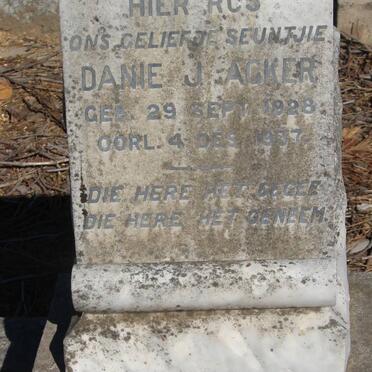 HIER RUS
ONS GELIEFDE SEUNTJIE
DANIE J. ACKER
GEB. 29 SEPT. 1928
OORL. 4 DES. 1937
DIE HERE HET GEGEE
DIE HERE HET GENEEM